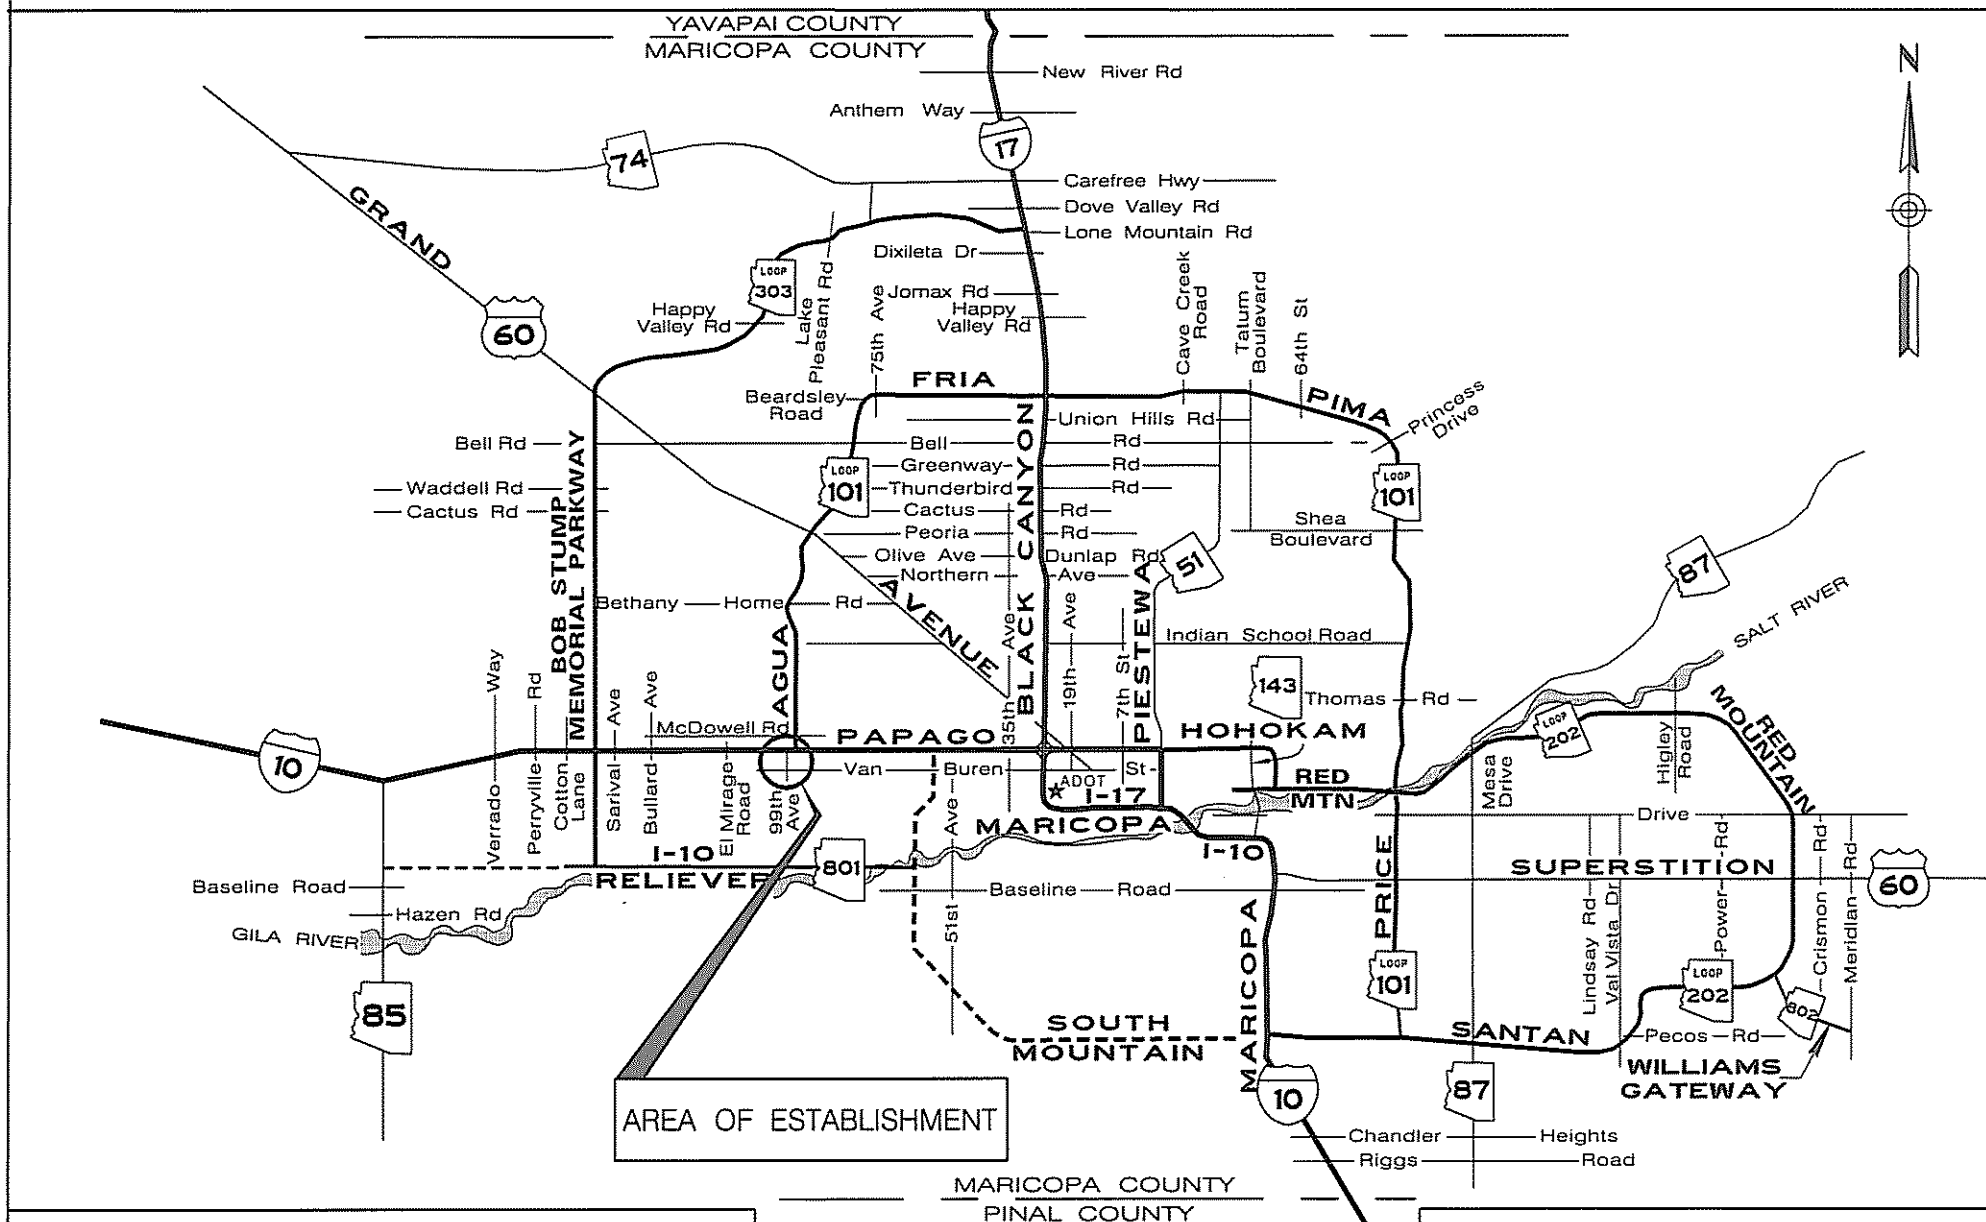 YAVAPAI COUNTY
MARICOPA COUNTY
New River Rd
Anthem Way
N
17
74
Carefree Hwy
Dove Valley Rd
Lone Mountain Rd
GRAND
Dixileta Dr
LOOP
303
Lake
Pleasant Rd
75th Ave
Jomax Rd
Happy
Valley Rd
Happy
Valley Rd
Cave Creek
Road
Tatum
Boulevard
64th St
60
FRIA
PIMA
Beardsley
Road
Princess
Drive
Union Hills Rd
Bell Rd
Bell Rd
Greenway Rd
LOOP
101
Thunderbird Rd
LOOP
101
Waddell Rd
Cactus Rd
Cactus Rd
Peoria Rd
Shea
Boulevard
Olive Ave
Dunlap Rd
51
87
Northern Ave
BOB STUMP
MEMORIAL PARKWAY
BLACK CANYON
AVENUE
Bethany Home Rd
PIESTEWA
SALT RIVER
AGUA
35th Ave
19th Ave
7th St
Indian School Road
143
Thomas Rd
Verrado Way
Perryville Rd
Cotton
Lane
Sarival Ave
Bullard Ave
McDowell Rd
El Mirage
Road
99th
Ave
PAPAGO
HOHOKAM
LOOP
202
Higley
Road
RED
MOUNTAIN
10
Van Buren St
ADOT
I-17
RED
MTN
Mesa
Drive
MARICOPA
51st Ave
Drive
I-10
RELIEVER
801
I-10
PRICE
SUPERSTITION
60
Baseline Road
Baseline Road
Hazen Rd
GILA RIVER
MARICOPA
Lindsay Rd
Val Vista Dr
Power Rd
Crismon Rd
Meridian Rd
LOOP
101
LOOP
202
802
85
SOUTH
MOUNTAIN
SANTAN
Pecos Rd
WILLIAMS
GATEWAY
87
10
AREA OF ESTABLISHMENT
Chandler Heights
Riggs Road
MARICOPA COUNTY
PINAL COUNTY